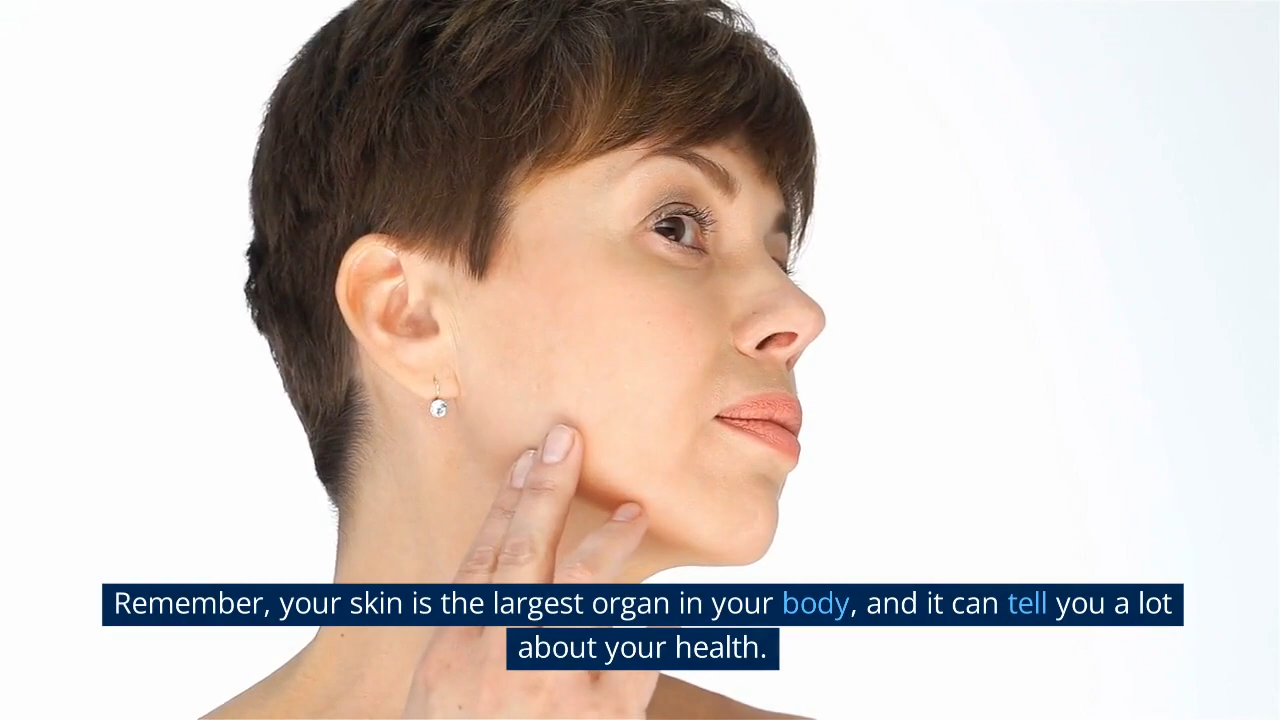 Remember, your skin is the largest organ in your body, and it can tell you a lot
about your health.